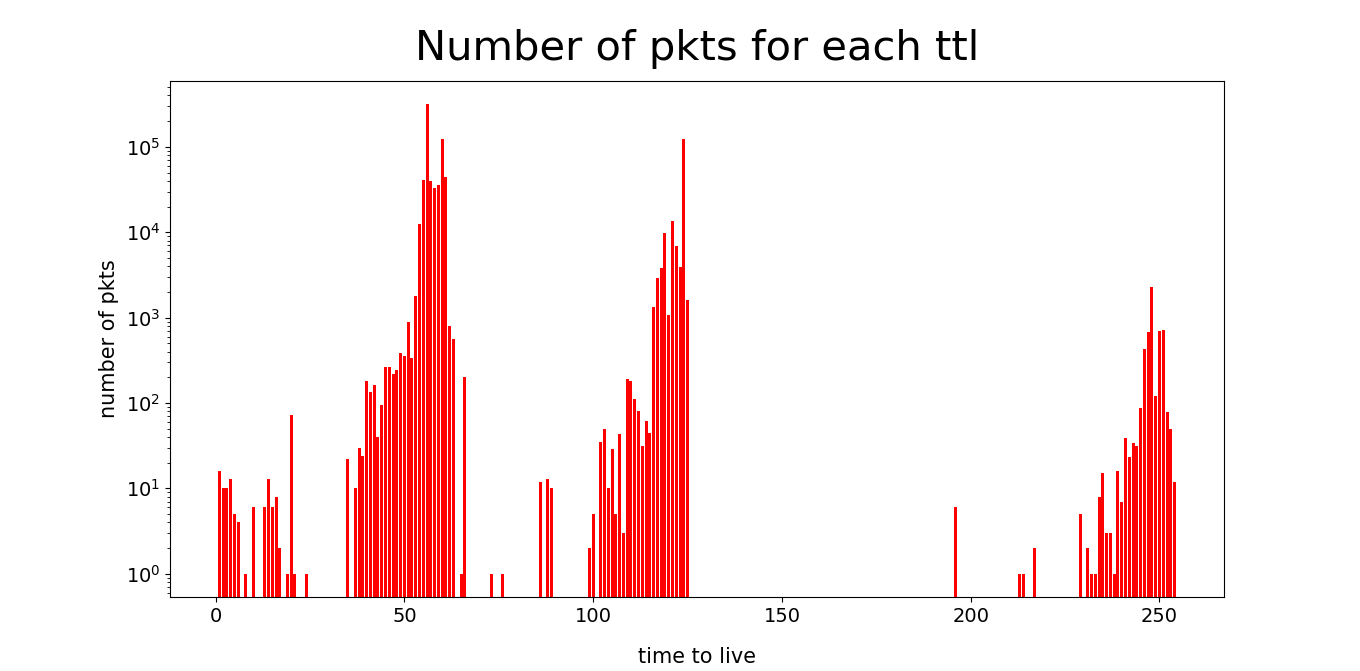 Number of pkts for each ttl
10⁵
10⁴
10³
10²
10¹
10⁰
number of pkts
0 50 100 150 200 250
time to live